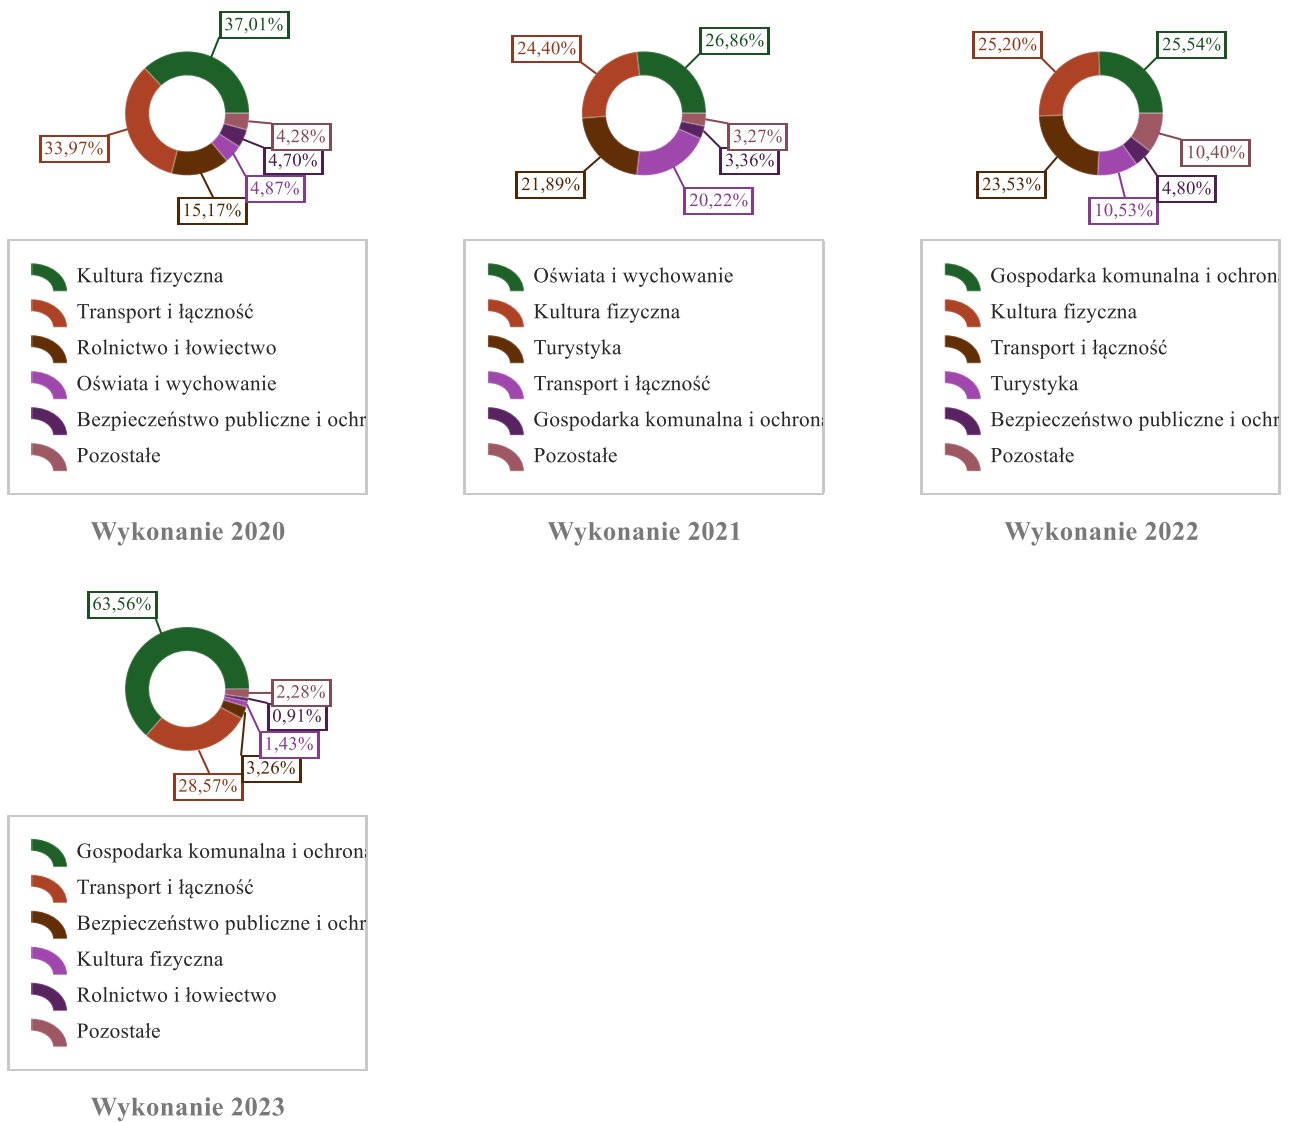 37,01%
33,97%
4,28%
4,70%
4,87%
15,17%
Kultura fizyczna
Transport i łączność
Rolnictwo i łowiectwo
Oświata i wychowanie
Bezpieczeństwo publiczne i ochr
Pozostałe
Wykonanie 2020
26,86%
24,40%
3,27%
3,36%
21,89%
20,22%
Oświata i wychowanie
Kultura fizyczna
Turystyka
Transport i łączność
Gospodarka komunalna i ochrona
Pozostałe
Wykonanie 2021
25,20%
25,54%
10,40%
23,53%
4,80%
10,53%
Gospodarka komunalna i ochrona
Kultura fizyczna
Transport i łączność
Turystyka
Bezpieczeństwo publiczne i ochr
Pozostałe
Wykonanie 2022
63,56%
2,28%
0,91%
1,43%
3,26%
28,57%
Gospodarka komunalna i ochrona
Transport i łączność
Bezpieczeństwo publiczne i ochr
Kultura fizyczna
Rolnictwo i łowiectwo
Pozostałe
Wykonanie 2023